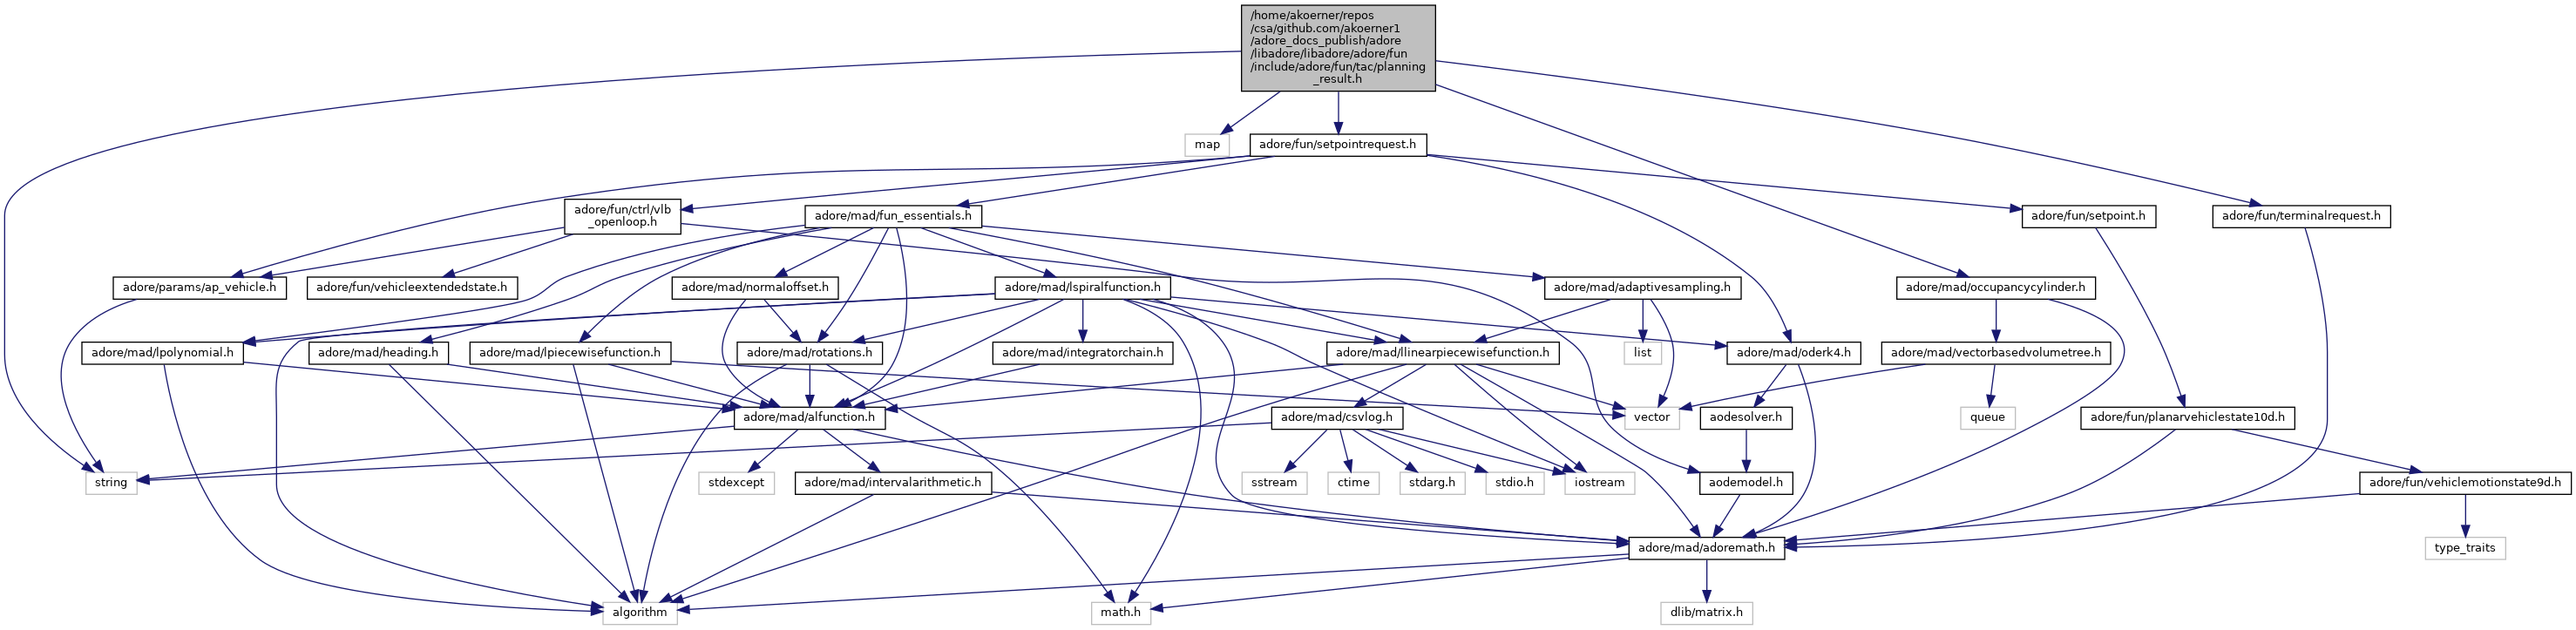 /home/akoerner/repos
/csa/github.com/akoerner1
/adore_docs_publish/adore
/libadore/libadore/adore/fun
/include/adore/fun/tac/planning
_result.h
map
adore/fun/setpointrequest.h
adore/fun/ctrl/vlb
_openloop.h
adore/mad/fun_essentials.h
adore/fun/setpoint.h
adore/fun/terminalrequest.h
adore/params/ap_vehicle.h
adore/fun/vehicleextendedstate.h
adore/mad/normaloffset.h
adore/mad/lspiralfunction.h
adore/mad/adaptivesampling.h
adore/mad/occupancycylinder.h
adore/mad/lpolynomial.h
adore/mad/heading.h
adore/mad/lpiecewisefunction.h
adore/mad/rotations.h
adore/mad/integratorchain.h
adore/mad/llinearpiecewisefunction.h
list
adore/mad/oderk4.h
adore/mad/vectorbasedvolumetree.h
adore/mad/alfunction.h
adore/mad/csvlog.h
vector
aodesolver.h
queue
adore/fun/planarvehiclestate10d.h
string
stdexcept
adore/mad/intervalarithmetic.h
sstream
ctime
stdarg.h
stdio.h
iostream
aodemodel.h
adore/fun/vehiclemotionstate9d.h
adore/mad/adoremath.h
type_traits
algorithm
math.h
dlib/matrix.h